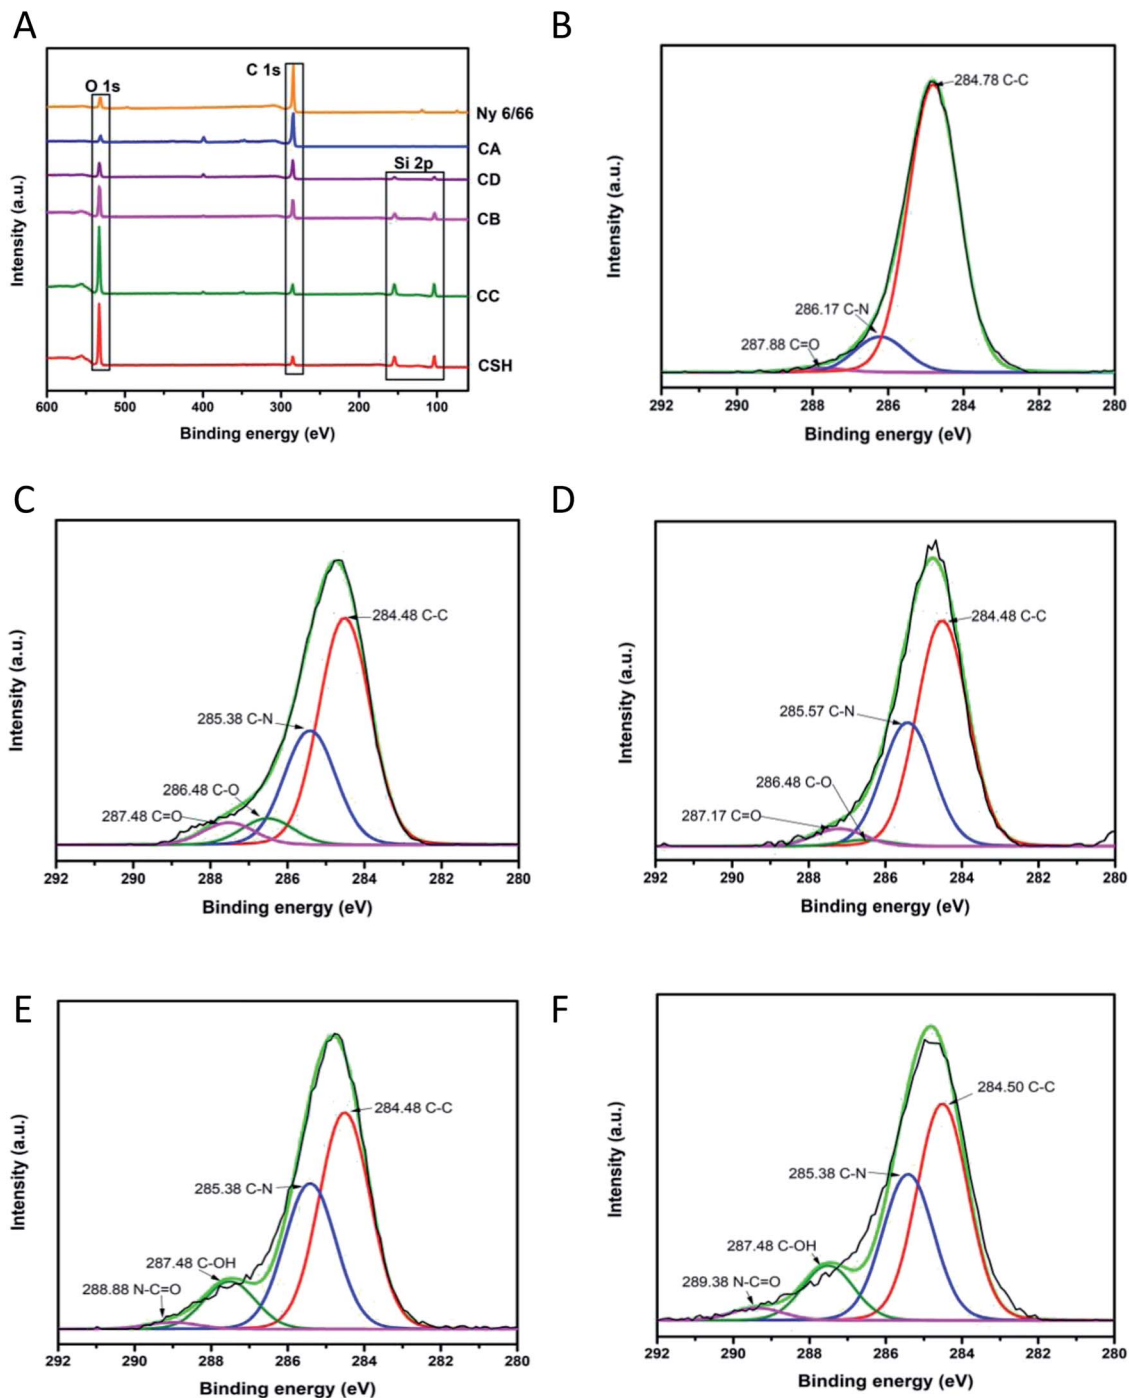 A
O 1s
C 1s
Si 2p
Ny 6/66
CA
CD
CB
CC
CSH
Intensity (a.u.)
600 500 400 300 200 100
Binding energy (eV)
B
284.78 C-C
286.17 C-N
287.88 C=O
Intensity (a.u.)
292 290 288 286 284 282 280
Binding energy (eV)
C
284.48 C-C
285.38 C-N
286.48 C-O
287.48 C=O
Intensity (a.u.)
292 290 288 286 284 282 280
Binding energy (eV)
D
284.48 C-C
285.57 C-N
286.48 C-O
287.17 C=O
Intensity (a.u.)
292 290 288 286 284 282 280
Binding energy (eV)
E
284.48 C-C
285.38 C-N
287.48 C-OH
288.88 N-C=O
Intensity (a.u.)
292 290 288 286 284 282 280
Binding energy (eV)
F
284.50 C-C
285.38 C-N
287.48 C-OH
289.38 N-C=O
Intensity (a.u.)
292 290 288 286 284 282 280
Binding energy (eV)